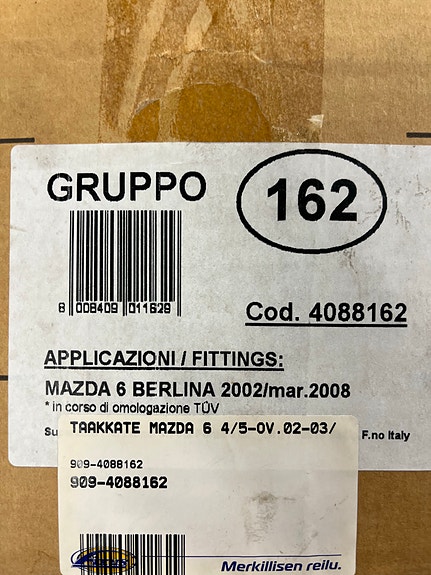 GRUPPO 162
8 008409 011629
Cod. 4088162
APPLICAZIONI / FITTINGS:
MAZDA 6 BERLINA 2002/mar.2008
* in corso di omologazione TÜV
Su F.no Italy
TAAKKATE MAZDA 6 4/5-OV.02-03/
909-4088162
909-4088162
Merkillisen reilu.